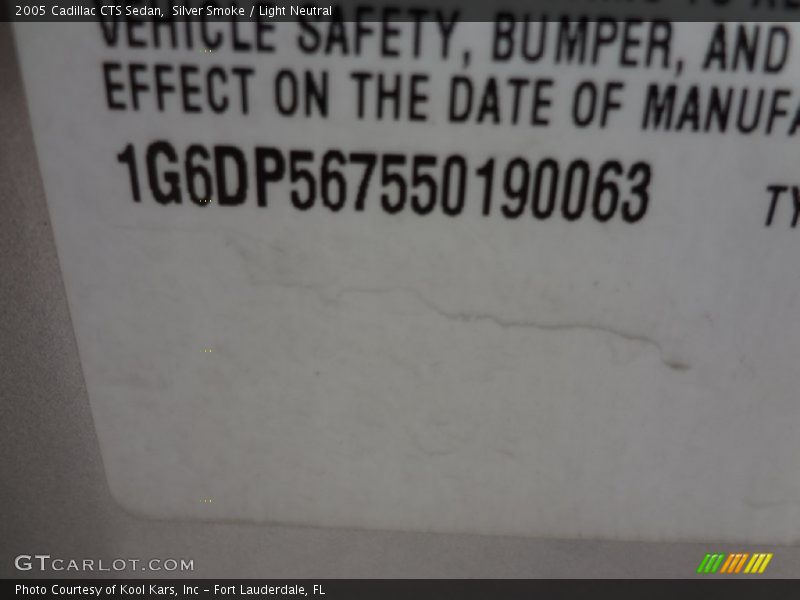 2005 Cadillac CTS Sedan, Silver Smoke / Light Neutral
VEHICLE SAFETY, BUMPER, AND
EFFECT ON THE DATE OF MANUFA
1G6DP567550190063
TY
GTCARLOT.COM
Photo Courtesy of Kool Kars, Inc - Fort Lauderdale, FL